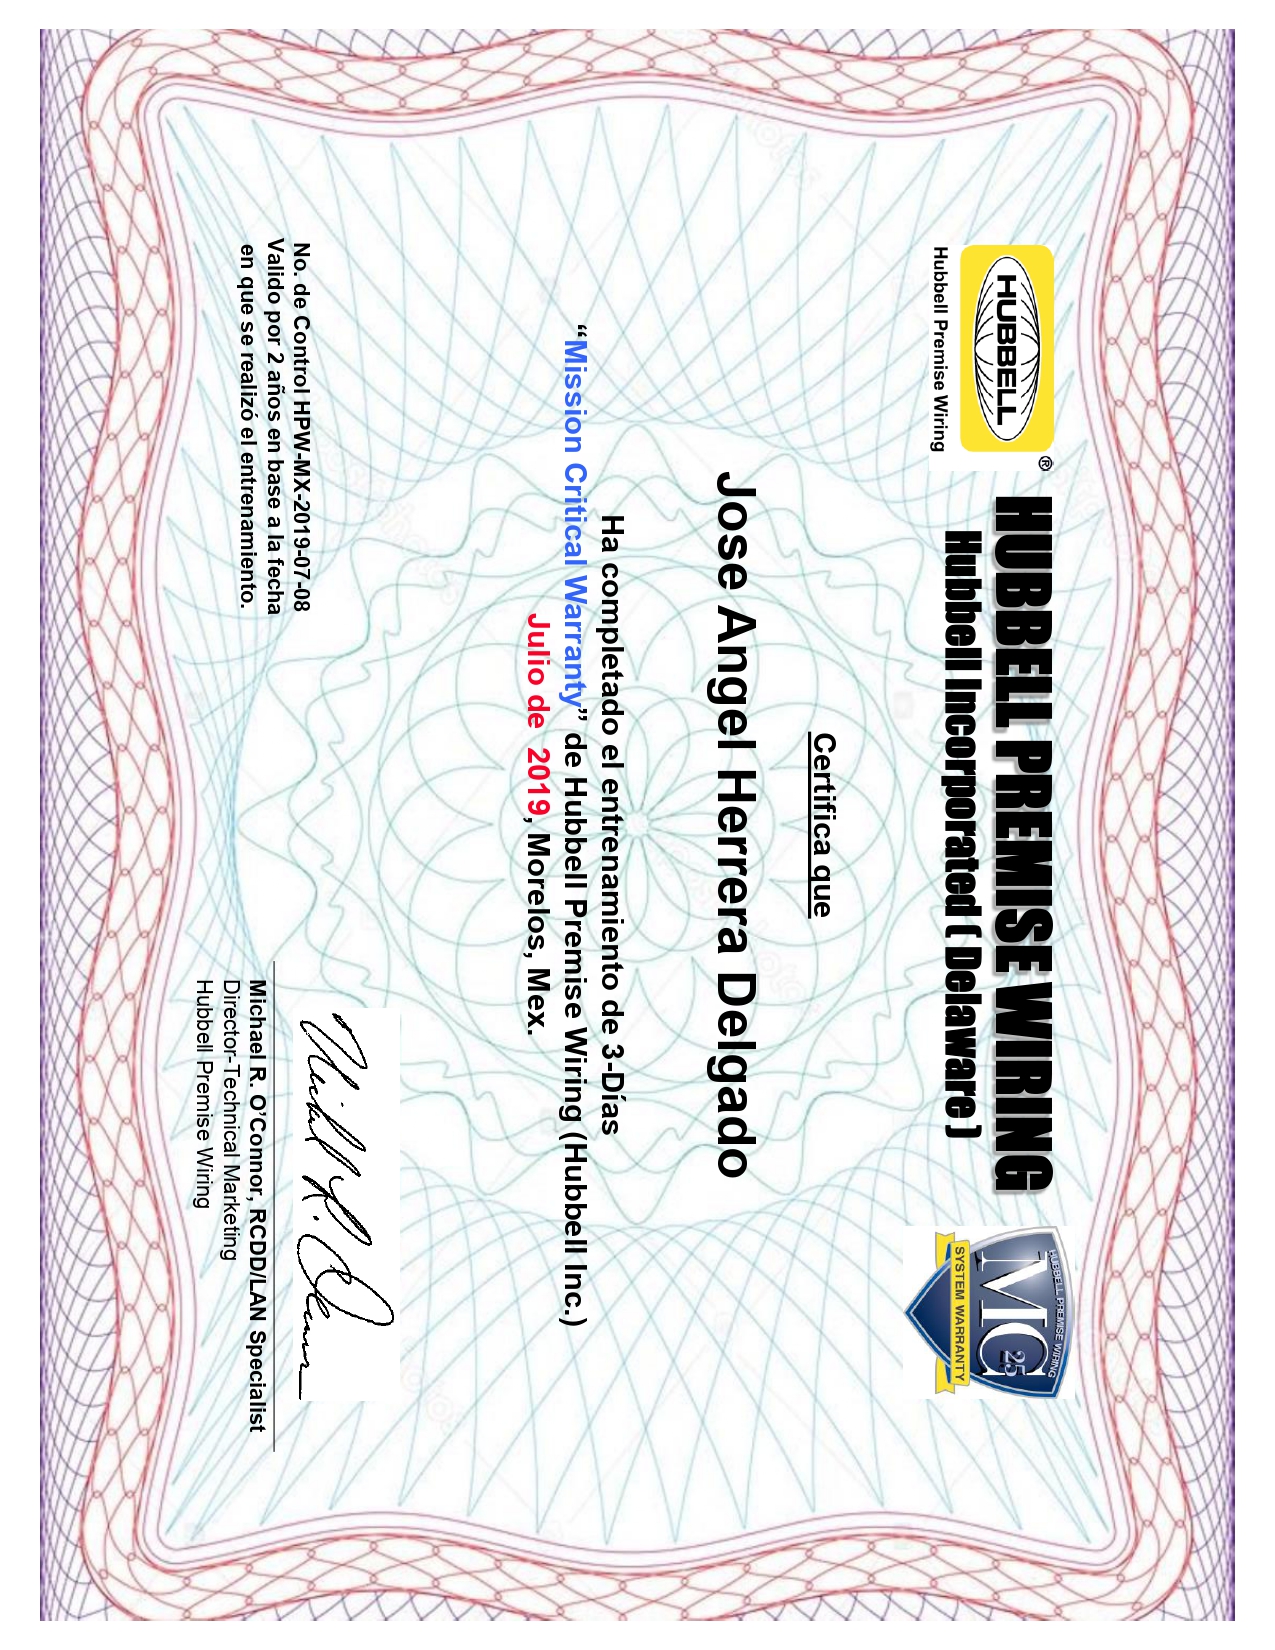 HUBBELL
®
Hubbell Premise Wiring
HUBBELL PREMISE WIRING
Hubbell Incorporated ( Delaware )
HUBBELL PREMISE WIRING
MC
25
SYSTEM WARRANTY
Certifica que
Jose Angel Herrera Delgado
Ha completado el entrenamiento de 3-Días
“Mission Critical Warranty” de Hubbell Premise Wiring (Hubbell Inc.)
Julio de  2019, Morelos, Mex.
No. de Control HPW-MX-2019-07-08
Valido por 2 años en base a la fecha
en que se realizó el entrenamiento.
Michael R. O’Connor, RCDD/LAN Specialist
Director-Technical Marketing
Hubbell Premise Wiring